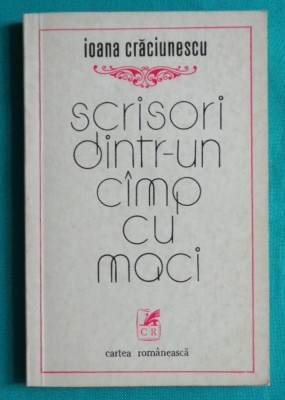 ioana crăciunescu
scrisori
dintr-un
cîmp
cu
maci
CR
cartea românească